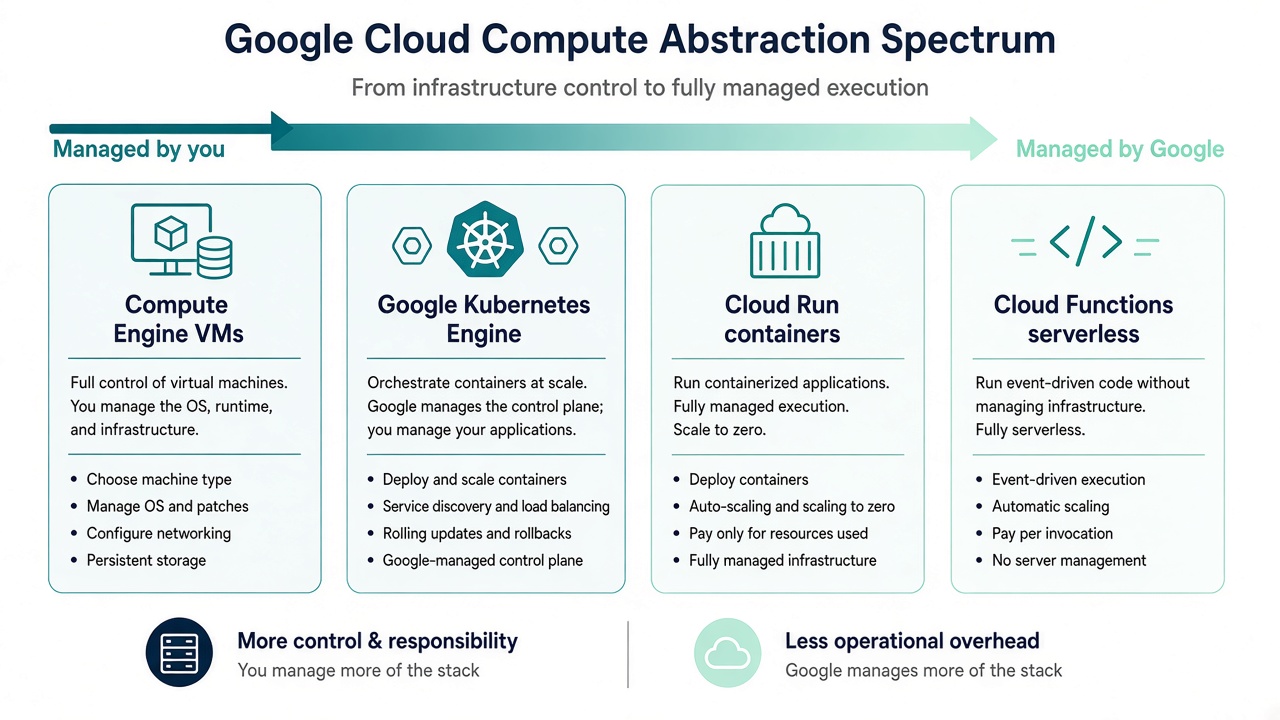 Google Cloud Compute Abstraction Spectrum
From infrastructure control to fully managed execution
Managed by you
Managed by Google
Compute
Engine VMs
Full control of virtual machines.
You manage the OS, runtime,
and infrastructure.
• Choose machine type
• Manage OS and patches
• Configure networking
• Persistent storage
Google Kubernetes
Engine
Orchestrate containers at scale.
Google manages the control plane;
you manage your applications.
• Deploy and scale containers
• Service discovery and load balancing
• Rolling updates and rollbacks
• Google-managed control plane
Cloud Run
containers
Run containerized applications.
Fully managed execution.
Scale to zero.
• Deploy containers
• Auto-scaling and scaling to zero
• Pay only for resources used
• Fully managed infrastructure
Cloud Functions
serverless
Run event-driven code without
managing infrastructure.
Fully serverless.
• Event-driven execution
• Automatic scaling
• Pay per invocation
• No server management
More control & responsibility
You manage more of the stack
Less operational overhead
Google manages more of the stack